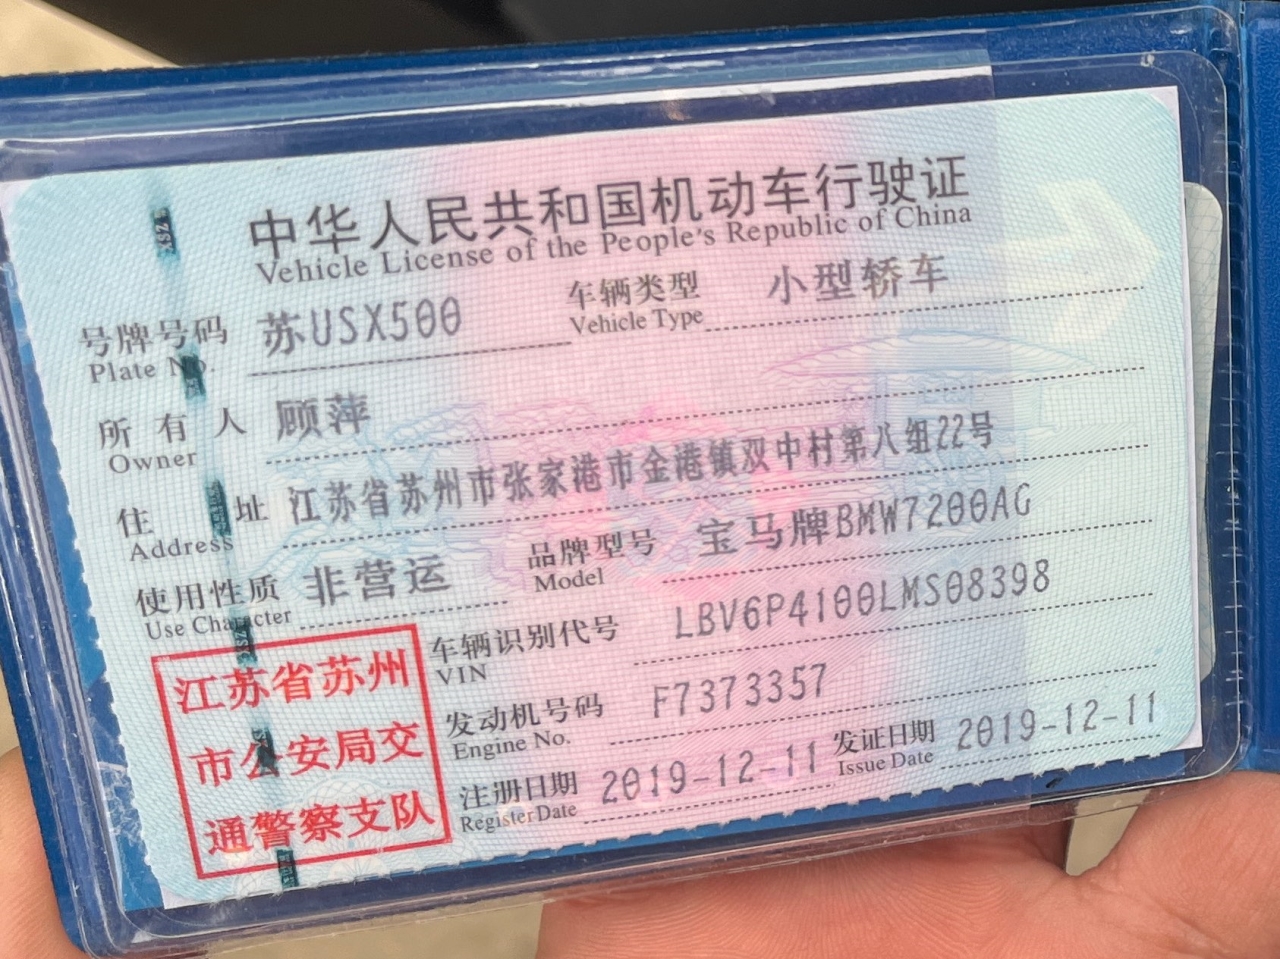 中华人民共和国机动车行驶证
Vehicle License of the People's Republic of China
号牌号码 苏USX500 车辆类型 小型轿车
Plate No. Vehicle Type
所有人 顾萍
Owner
住址 江苏省苏州市张家港市金港镇双中村第八组22号
Address
使用性质 非营运 品牌型号 宝马牌BMW7200AG
Use Character Model
车辆识别代号 LBV6P4100LMS08398
VIN
发动机号码 F7373357
Engine No.
注册日期 2019-12-11 发证日期 2019-12-11
Register Date Issue Date
江苏省苏州
市公安局交
通警察支队